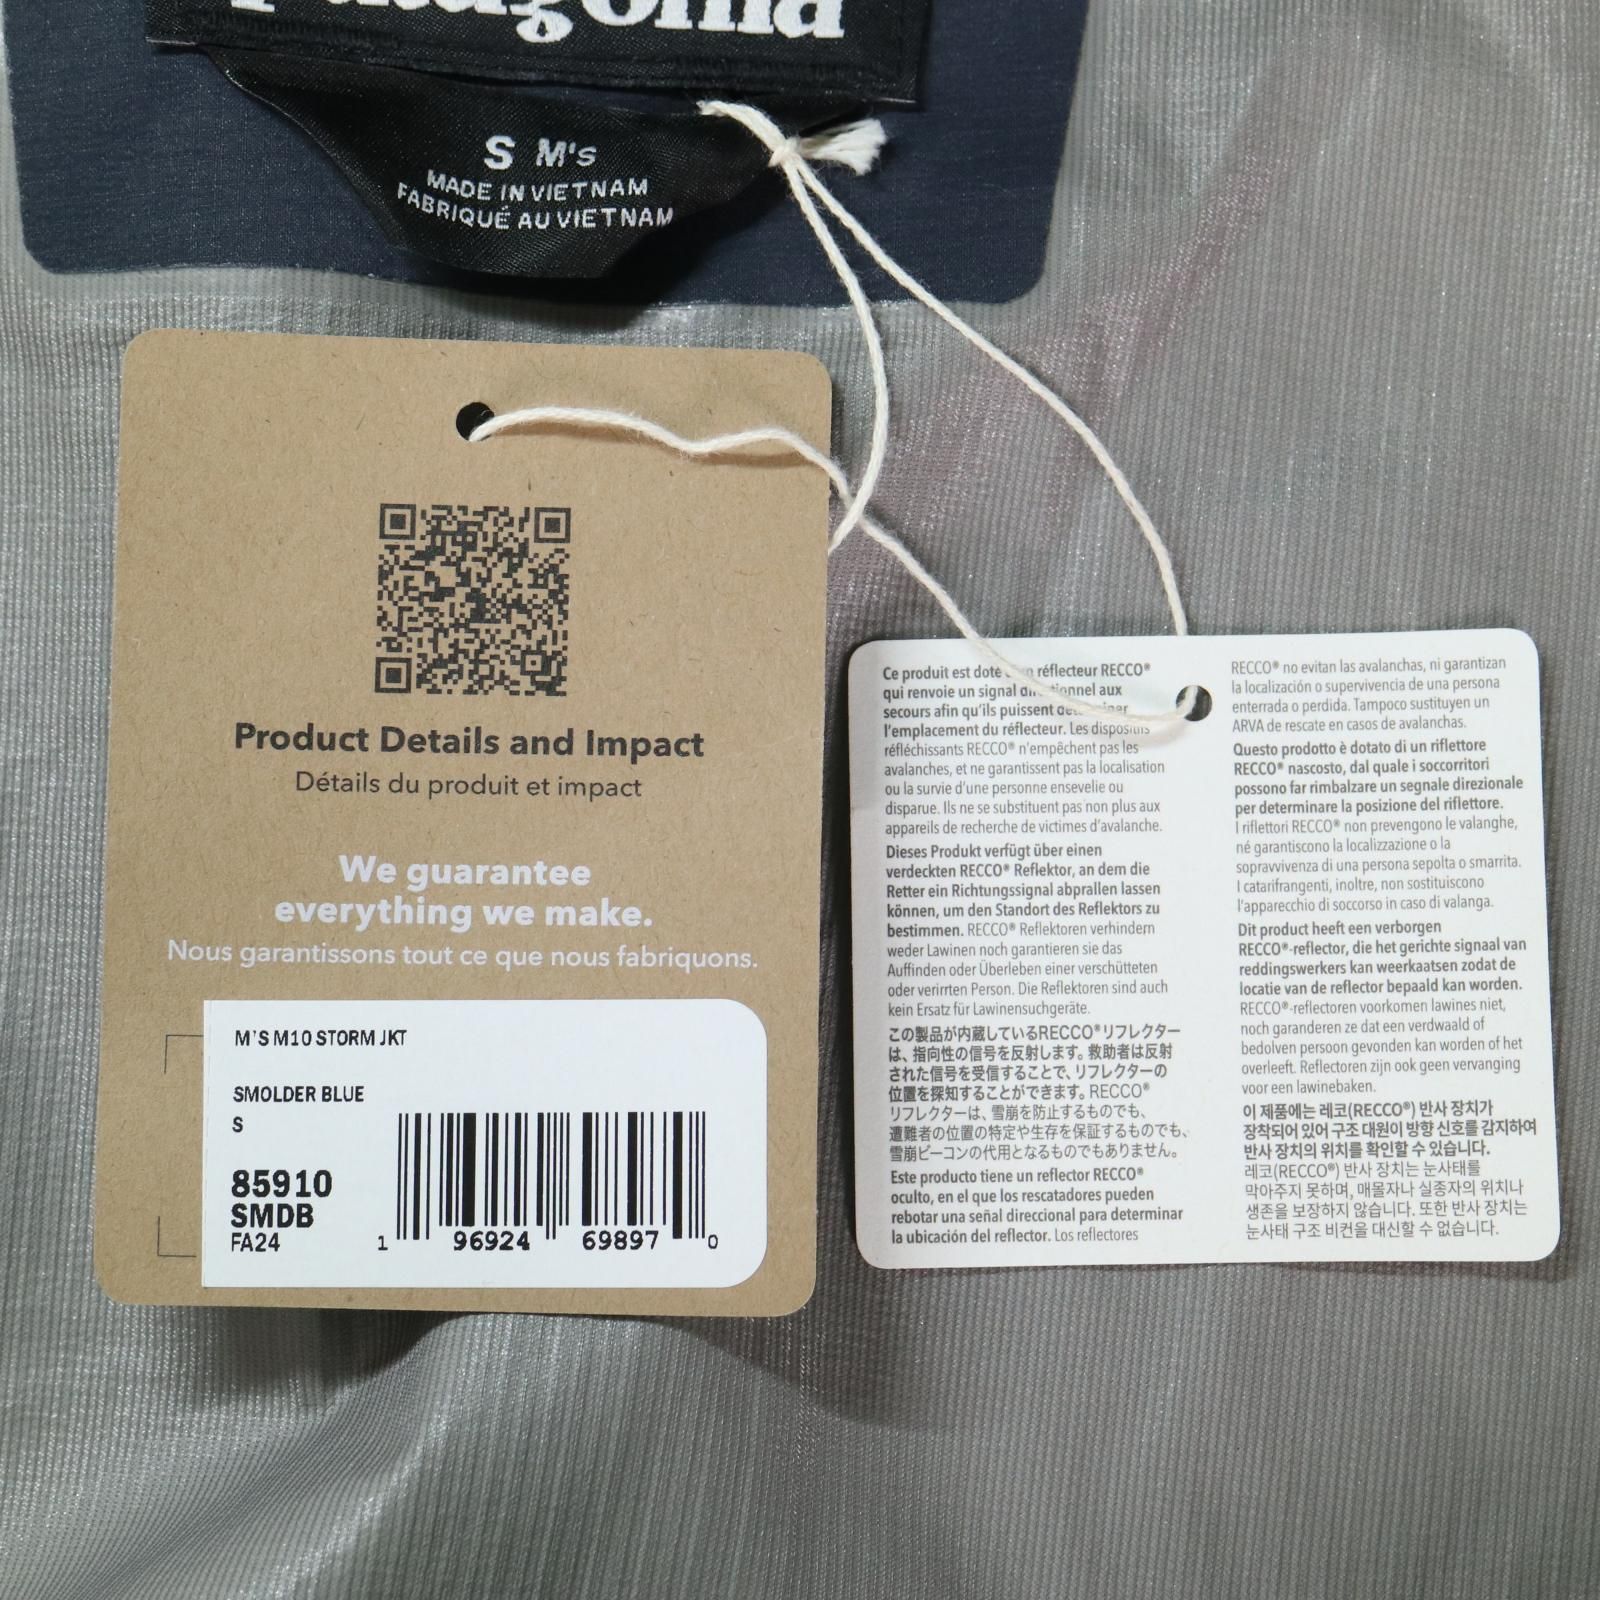 patagonia
S M's
MADE IN VIETNAM
FABRIQUÉ AU VIETNAM
Product Details and Impact
Détails du produit et impact
We guarantee
everything we make.
Nous garantissons tout ce que nous fabriquons.
M'S M10 STORM JKT
SMOLDER BLUE
S
85910
SMDB
FA24
1 96924 69897 0
Ce produit est doté réflecteur RECCO®
qui renvoie un signal directionnel aux
secours afin qu'ils puissent déterminer
l'emplacement du réflecteur. Les dispositifs
réfléchissants RECCO® n'empêchent pas les
avalanches, et ne garantissent pas la localisation
ou la survie d'une personne ensevelie ou
disparue. Ils ne se substituent pas non plus aux
appareils de recherche de victimes d'avalanche.
Dieses Produkt verfügt über einen
verdeckten RECCO® Reflektor, an dem die
Retter ein Richtungssignal abprallen lassen
können, um den Standort des Reflektors zu
bestimmen. RECCO® Reflektoren verhindern
weder Lawinen noch garantieren sie das
Auffinden oder Überleben einer verschütteten
oder verirrten Person. Die Reflektoren sind auch
kein Ersatz für Lawinensuchgeräte.
この製品が内蔵しているRECCO®リフレクター
は、指向性の信号を反射します。救助者は反射
された信号を受信することで、リフレクターの
位置を探知することができます。RECCO®
リフレクターは、雪崩を防止するものでも、
遭難者の位置の特定や生存を保証するものでも、
雪崩ビーコンの代用となるものでもありません。
Este producto tiene un reflector RECCO®
oculto, en el que los rescatadores pueden
rebotar una señal direccional para determinar
la ubicación del reflector. Los reflectores
RECCO® no evitan las avalanchas, ni garantizan
la localización o supervivencia de una persona
enterrada o perdida. Tampoco sustituyen un
ARVA de rescate en casos de avalanchas.
Questo prodotto è dotato di un riflettore
RECCO® nascosto, dal quale i soccorritori
possono far rimbalzare un segnale direzionale
per determinare la posizione del riflettore.
I riflettori RECCO® non prevengono le valanghe,
né garantiscono la localizzazione o la
sopravvivenza di una persona sepolta o smarrita.
I catarifrangenti, inoltre, non sostituiscono
l'apparecchio di soccorso in caso di valanga.
Dit product heeft een verborgen
RECCO®-reflector, die het gerichte signaal van
reddingswerkers kan weerkaatsen zodat de
locatie van de reflector bepaald kan worden.
RECCO®-reflectoren voorkomen lawines niet,
noch garanderen ze dat een verdwaald of
bedolven persoon gevonden kan worden of het
overleeft. Reflectoren zijn ook geen vervanging
voor een lawinebaken.
이 제품에는 레코(RECCO®) 반사 장치가
장착되어 있어 구조 대원이 방향 신호를 감지하여
반사 장치의 위치를 확인할 수 있습니다.
레코(RECCO®) 반사 장치는 눈사태를
막아주지 못하며, 매몰자나 실종자의 위치나
생존을 보장하지 않습니다. 또한 반사 장치는
눈사태 구조 비컨을 대신할 수 없습니다.